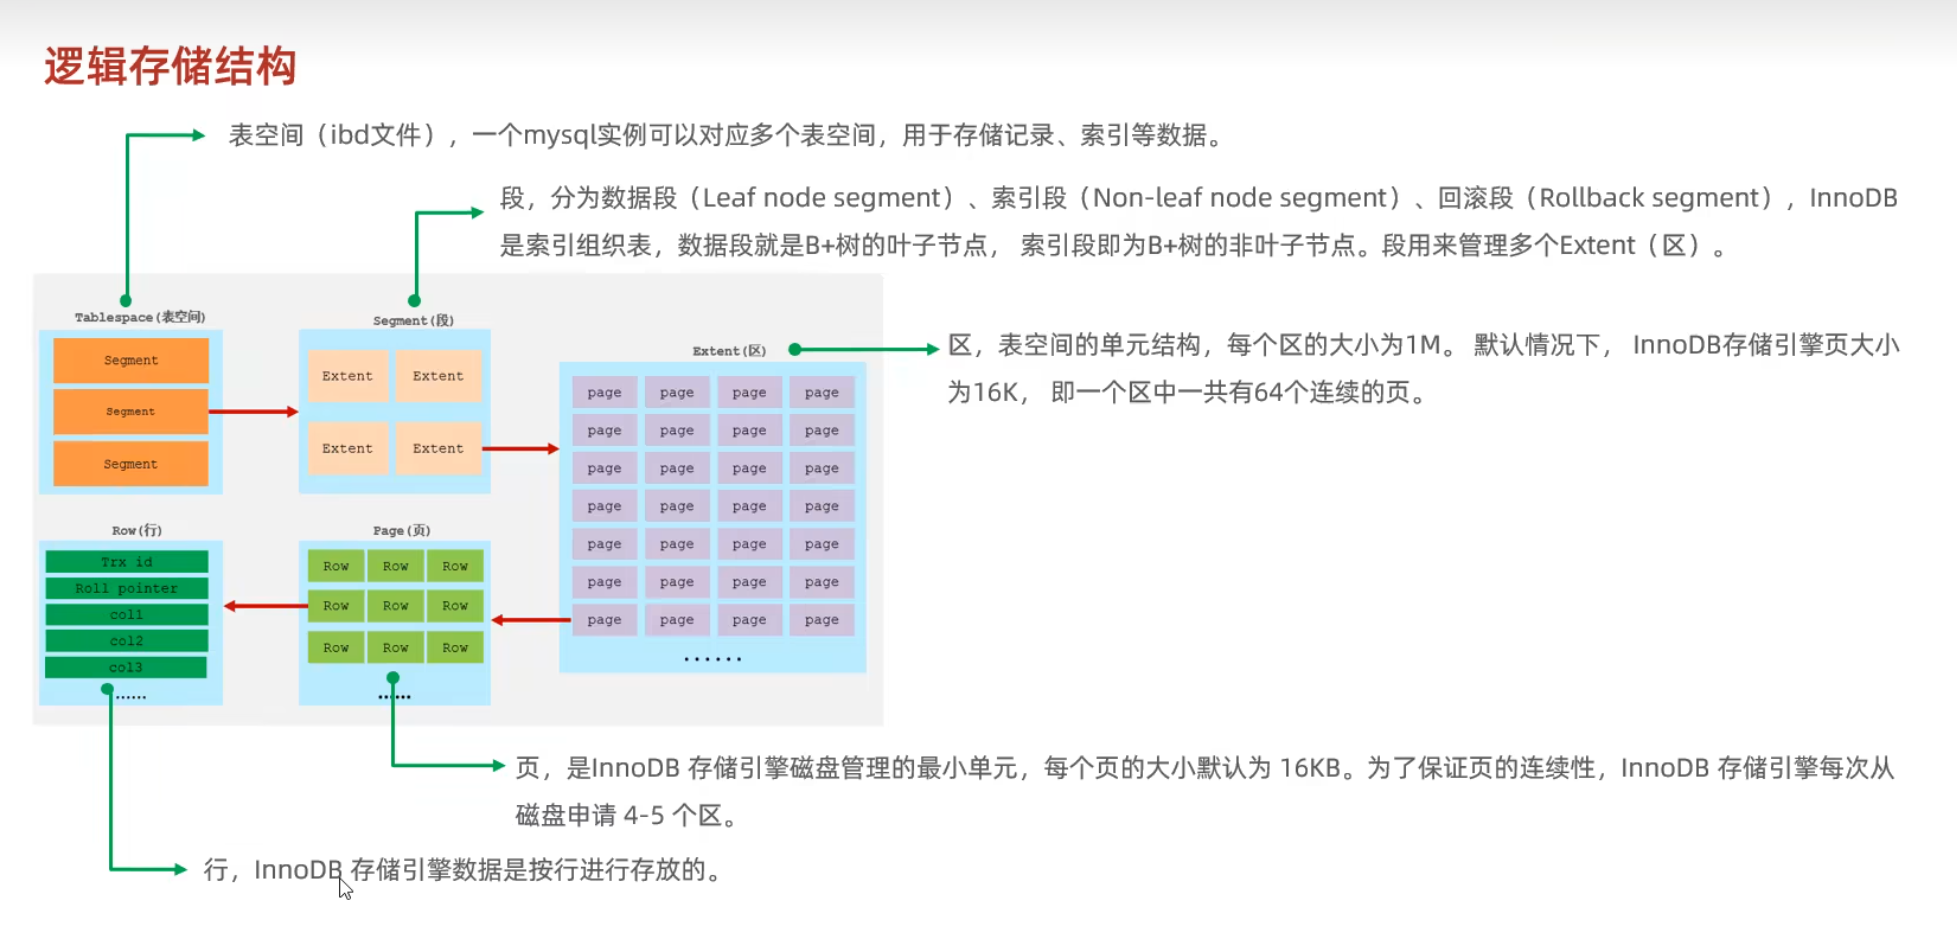 逻辑存储结构
表空间（ibd文件），一个mysql实例可以对应多个表空间，用于存储记录、索引等数据。
段，分为数据段（Leaf node segment）、索引段（Non-leaf node segment）、回滚段（Rollback segment），InnoDB
是索引组织表，数据段就是B+树的叶子节点， 索引段即为B+树的非叶子节点。段用来管理多个Extent（区）。
Tablespace(表空间)
Segment
Segment
Segment
Segment(段)
Extent Extent
Extent Extent
Extent(区)
page page page page
page page page page
page page page page
page page page page
page page page page
page page page page
page page page page
......
区，表空间的单元结构，每个区的大小为1M。 默认情况下， InnoDB存储引擎页大小
为16K， 即一个区中一共有64个连续的页。
Row(行)
Trx id
Roll pointer
col1
col2
col3
......
Page(页)
Row Row Row
Row Row Row
Row Row Row
......
页，是InnoDB 存储引擎磁盘管理的最小单元，每个页的大小默认为 16KB。为了保证页的连续性，InnoDB 存储引擎每次从
磁盘申请 4-5 个区。
行，InnoDB 存储引擎数据是按行进行存放的。